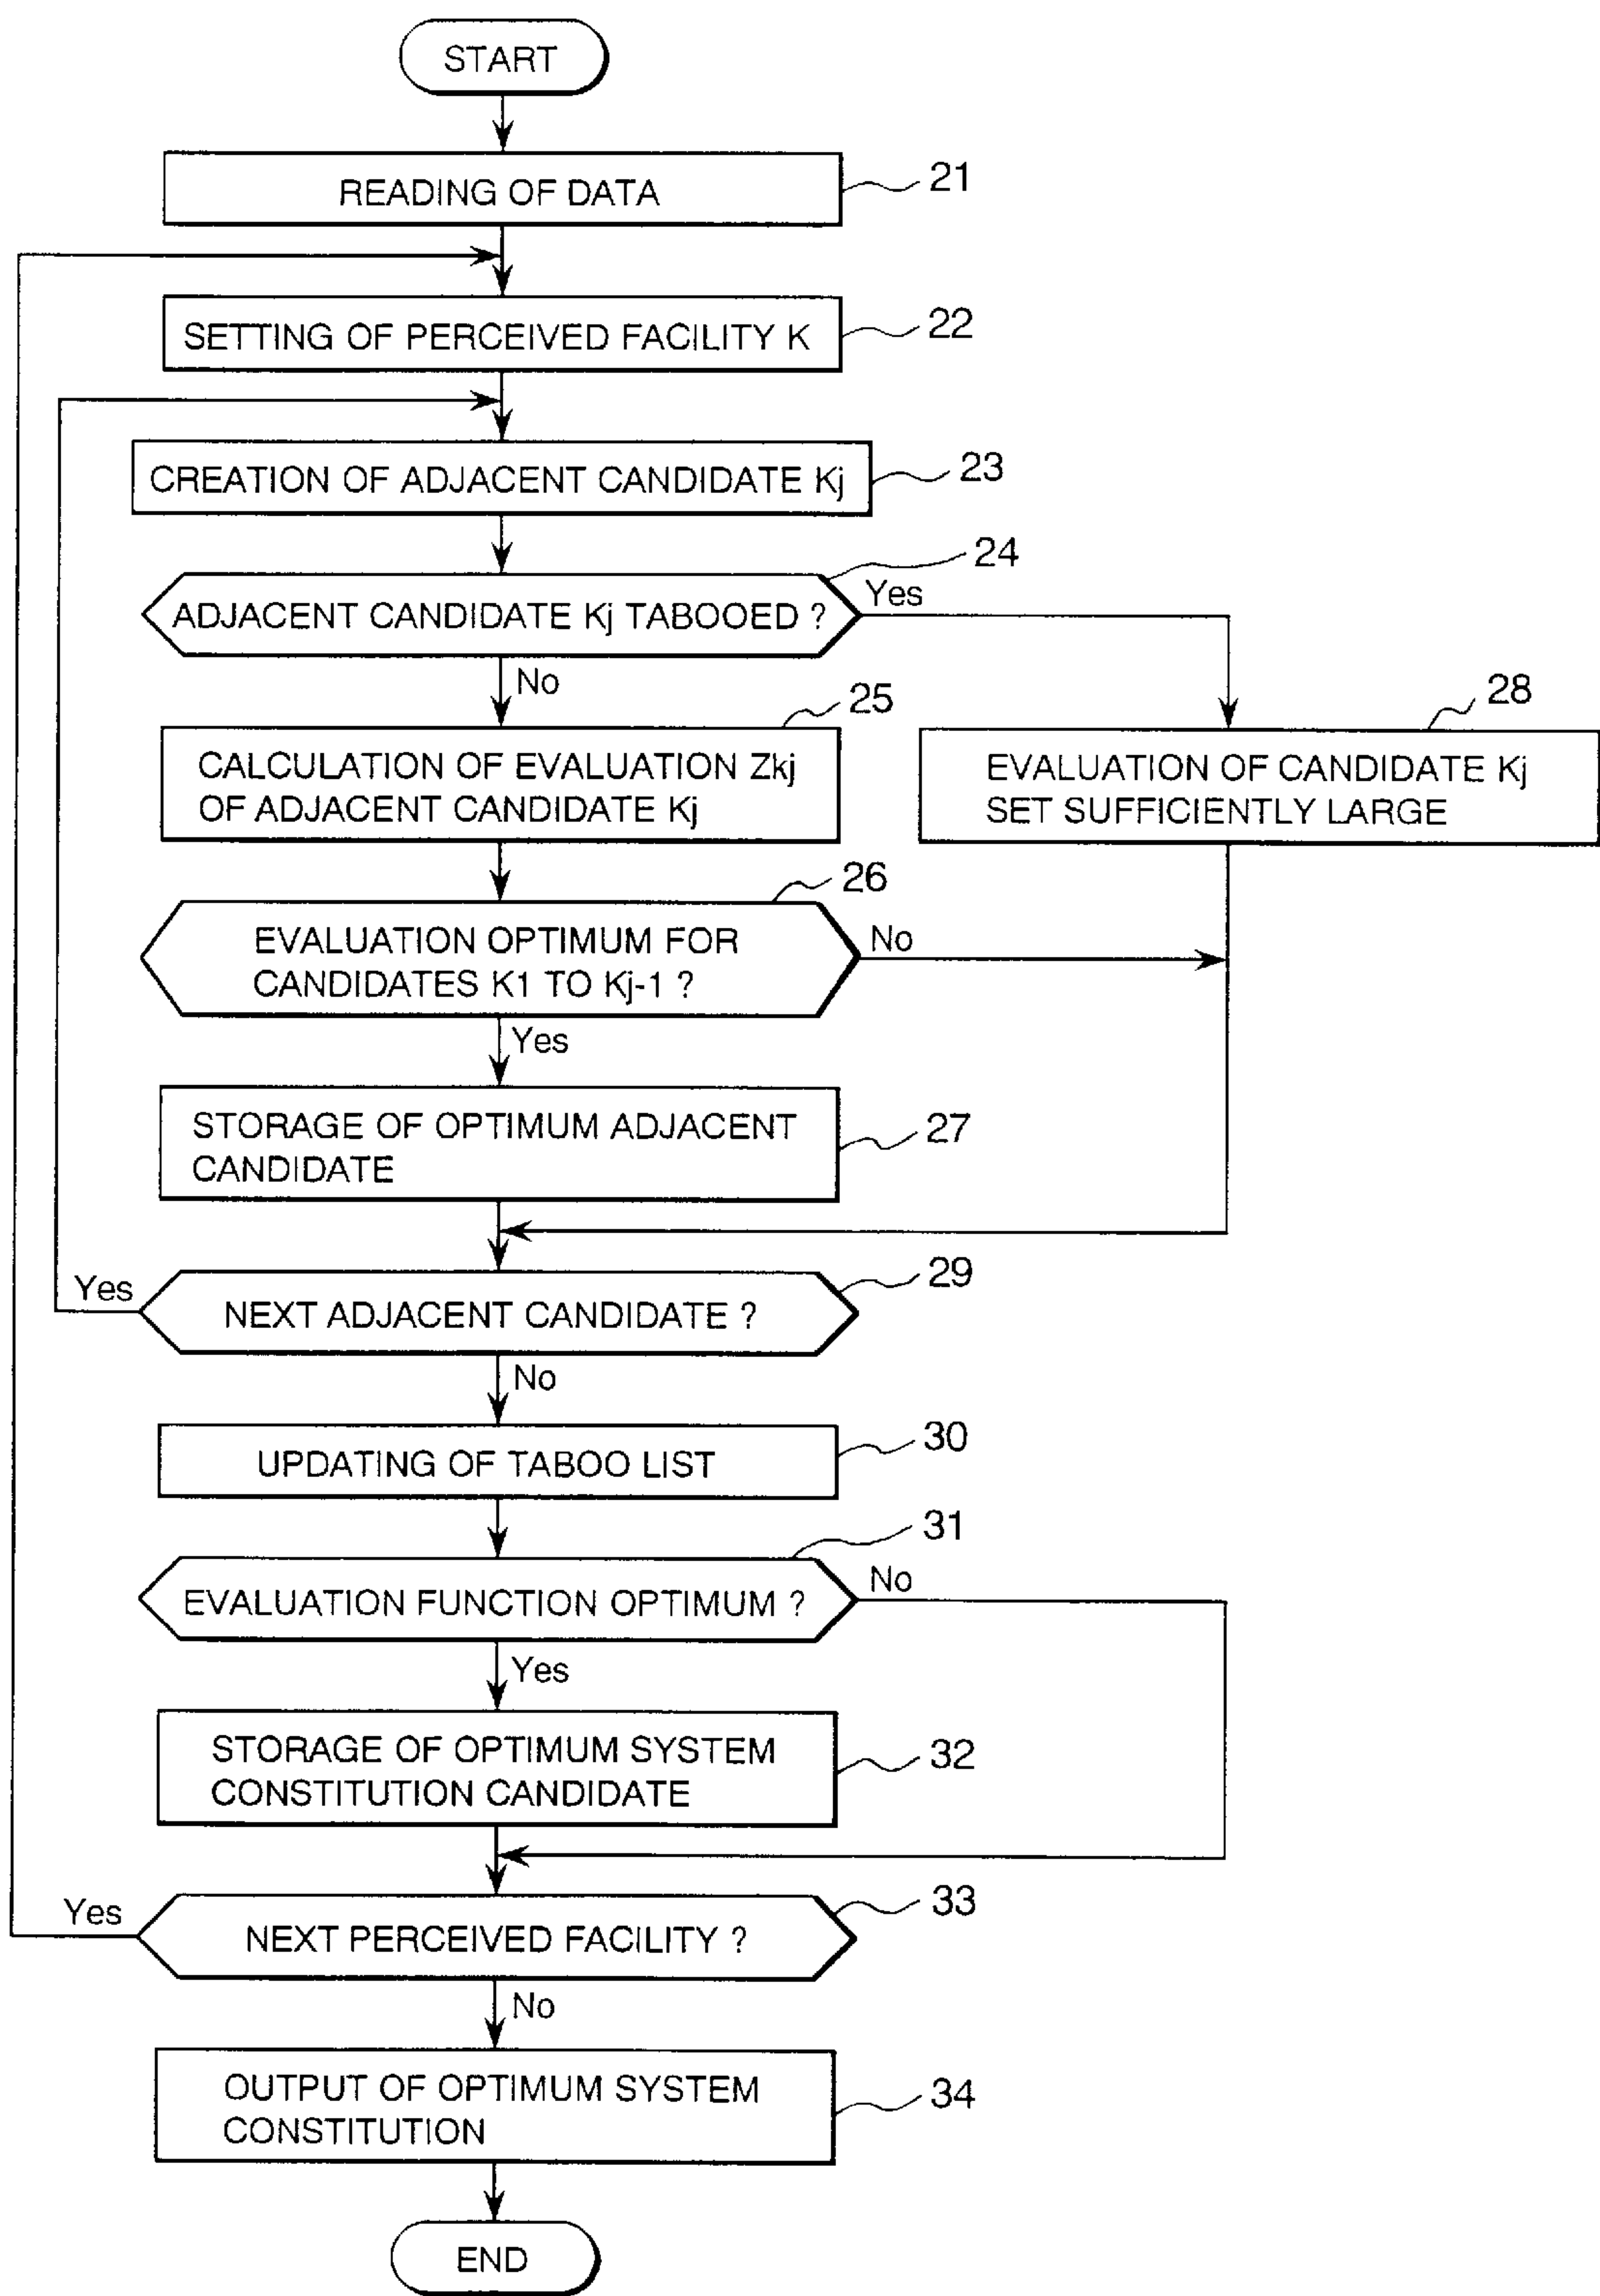 START
READING OF DATA
21
SETTING OF PERCEIVED FACILITY K
22
CREATION OF ADJACENT CANDIDATE Kj
23
24
ADJACENT CANDIDATE Kj TABOOED ?
Yes
No
25
28
CALCULATION OF EVALUATION Zkj
OF ADJACENT CANDIDATE Kj
EVALUATION OF CANDIDATE Kj
SET SUFFICIENTLY LARGE
26
EVALUATION OPTIMUM FOR
CANDIDATES K1 TO Kj-1 ?
No
Yes
STORAGE OF OPTIMUM ADJACENT
CANDIDATE
27
29
Yes
NEXT ADJACENT CANDIDATE ?
No
UPDATING OF TABOO LIST
30
31
EVALUATION FUNCTION OPTIMUM ?
No
Yes
STORAGE OF OPTIMUM SYSTEM
CONSTITUTION CANDIDATE
32
33
Yes
NEXT PERCEIVED FACILITY ?
No
OUTPUT OF OPTIMUM SYSTEM
CONSTITUTION
34
END